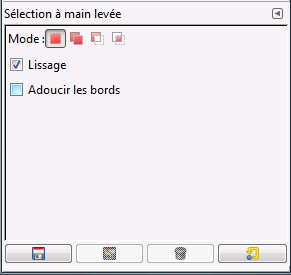 Sélection à main levée
Mode :
Lissage
Adoucir les bords